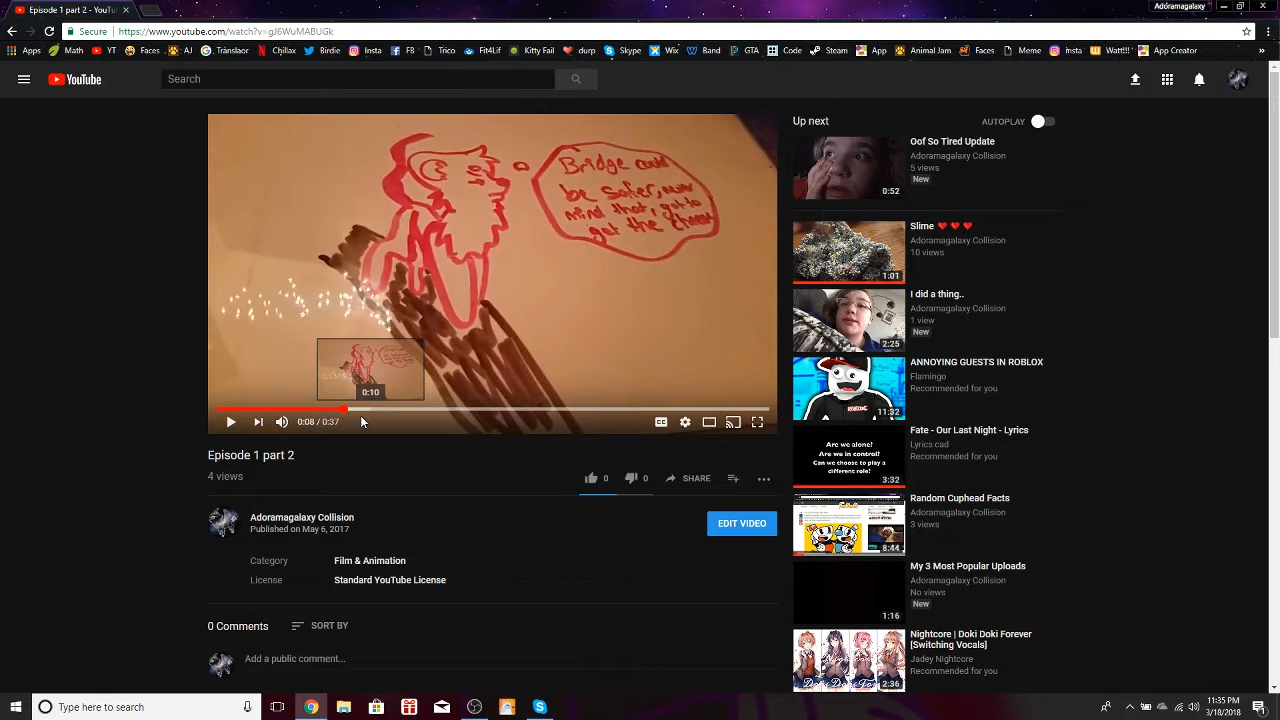 Episode 1 part 2 - YouTu
Adoramagalaxy
Secure
https://www.youtube.com/watch?v=gJ6WuMABUGk
Apps Math YT Faces AJ Translaor Birdie Instagram FB Trico Fit4Lif Kitty Fail durp Skype Wix Band GTA Code Steam App Animal Jam Faces Meme insta Watt!!! App Creator
YouTube
Search
Bridge could
be safer, never
mind that, got to
get the cheese
0:10
0:08 / 0:37
Episode 1 part 2
4 views
0 0 SHARE
Adoramagalaxy Collision
Published on May 6, 2017
EDIT VIDEO
Category Film & Animation
License Standard YouTube License
0 Comments SORT BY
Add a public comment...
Up next AUTOPLAY
0:52
Oof So Tired Update
Adoramagalaxy Collision
5 views
New
1:01
Slime
Adoramagalaxy Collision
10 views
2:25
I did a thing..
Adoramagalaxy Collision
1 view
New
11:32
ANNOYING GUESTS IN ROBLOX
Flamingo
Recommended for you
Are we alone?
Are we in control?
Can we choose to play a
different role?
3:32
Fate - Our Last Night - Lyrics
Lyrics cad
Recommended for you
8:44
Random Cuphead Facts
Adoramagalaxy Collision
3 views
1:16
My 3 Most Popular Uploads
Adoramagalaxy Collision
No views
New
2:36
Nightcore | Doki Doki Forever
[Switching Vocals]
Jadey Nightcore
Recommended for you
Type here to search
11:35 PM
3/18/2018